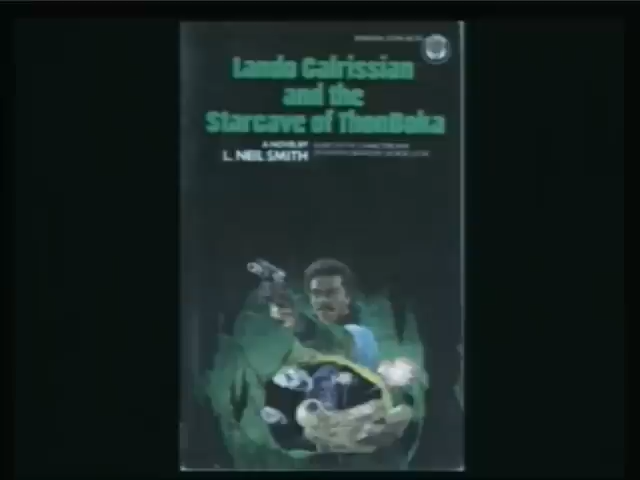 Lando Calrissian
and the
Starcave of ThonBoka
A NOVEL BY
L. NEIL SMITH